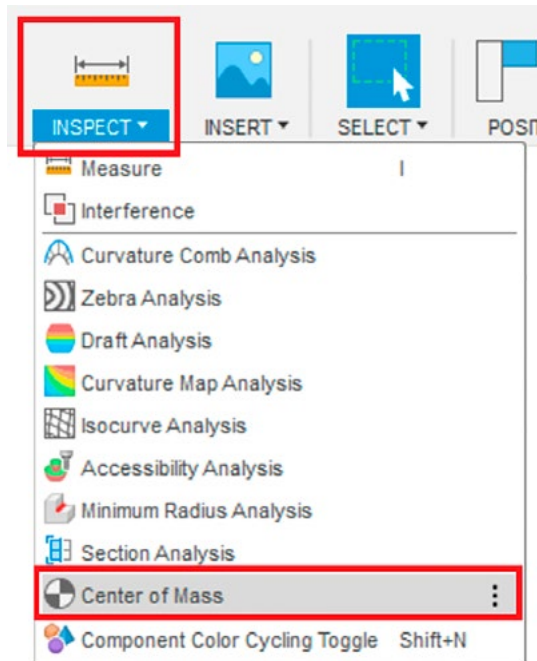 INSPECT INSERT SELECT POSI
Measure I
Interference
Curvature Comb Analysis
Zebra Analysis
Draft Analysis
Curvature Map Analysis
Isocurve Analysis
Accessibility Analysis
Minimum Radius Analysis
Section Analysis
Center of Mass
Component Color Cycling Toggle Shift+N